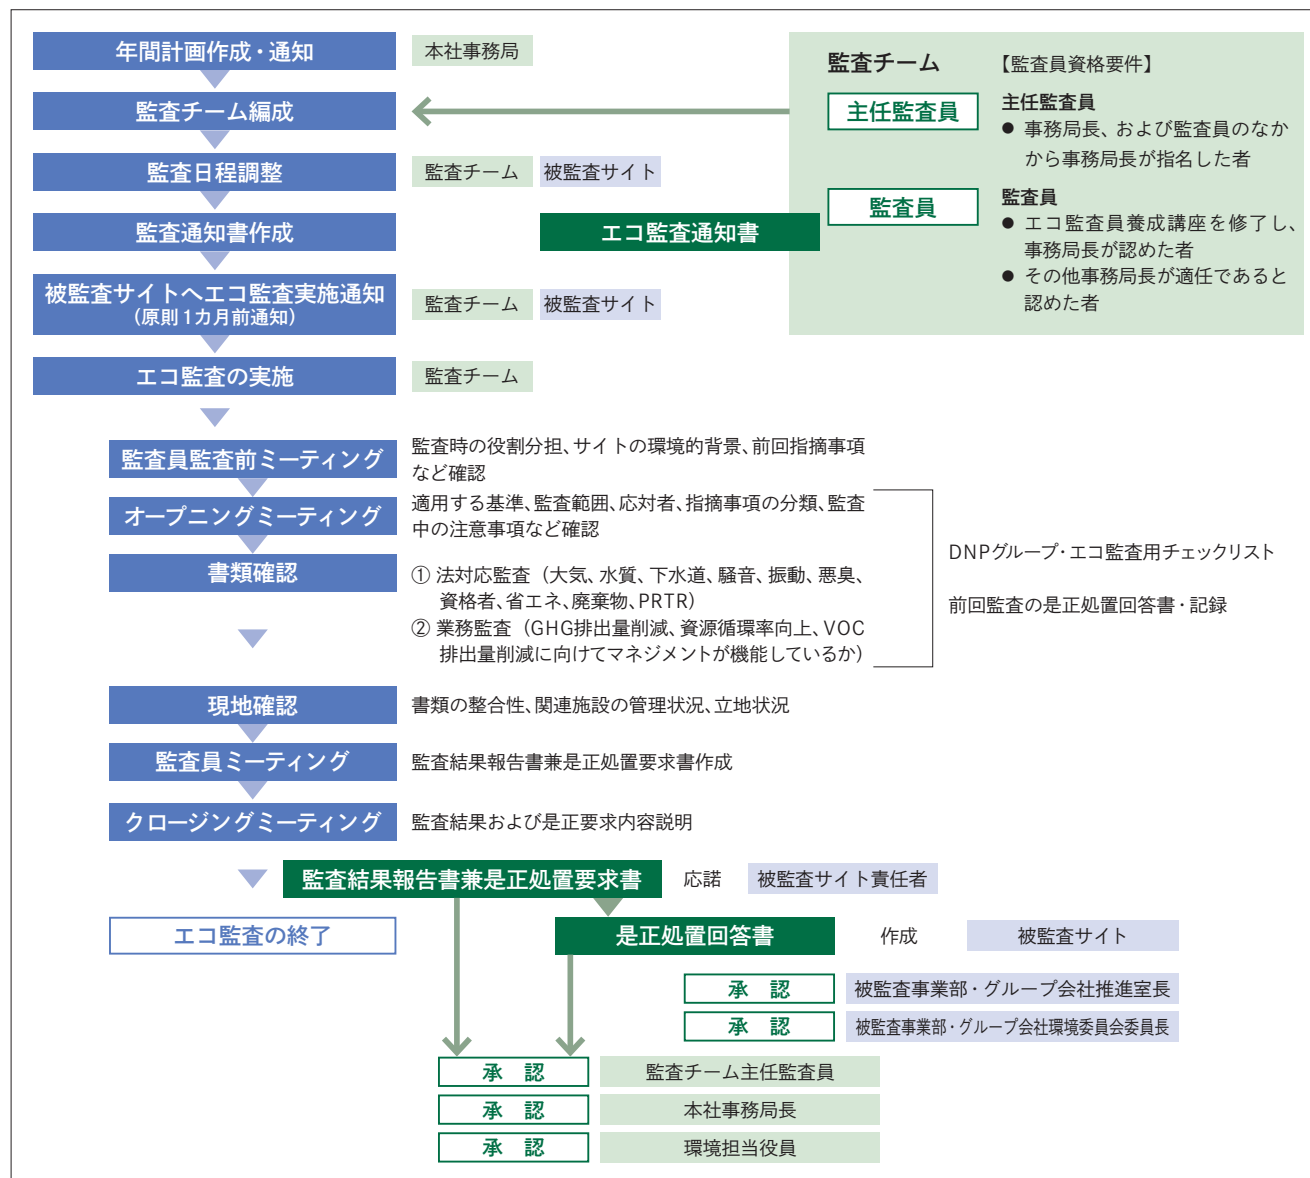 年間計画作成・通知
本社事務局
監査チーム編成
監査日程調整
監査チーム
被監査サイト
監査通知書作成
エコ監査通知書
被監査サイトへエコ監査実施通知
(原則1カ月前通知)
監査チーム
被監査サイト
エコ監査の実施
監査チーム
監査チーム
【監査員資格要件】
主任監査員
主任監査員
● 事務局長、および監査員のなか
から事務局長が指名した者
監査員
監査員
● エコ監査員養成講座を修了し、
事務局長が認めた者
● その他事務局長が適任であると
認めた者
監査員監査前ミーティング
監査時の役割分担、サイトの環境的背景、前回指摘事項
など確認
オープニングミーティング
適用する基準、監査範囲、応対者、指摘事項の分類、監査
中の注意事項など確認
書類確認
① 法対応監査（大気、水質、下水道、騒音、振動、悪臭、
資格者、省エネ、廃棄物、PRTR）
② 業務監査（GHG排出量削減、資源循環率向上、VOC
排出量削減に向けてマネジメントが機能しているか）
DNPグループ・エコ監査用チェックリスト
前回監査の是正処置回答書・記録
現地確認
書類の整合性、関連施設の管理状況、立地状況
監査員ミーティング
監査結果報告書兼是正処置要求書作成
クロージングミーティング
監査結果および是正要求内容説明
監査結果報告書兼是正処置要求書
応諾
被監査サイト責任者
エコ監査の終了
是正処置回答書
作成
被監査サイト
承 認
被監査事業部・グループ会社推進室長
承 認
被監査事業部・グループ会社環境委員会委員長
承 認
監査チーム主任監査員
承 認
本社事務局長
承 認
環境担当役員